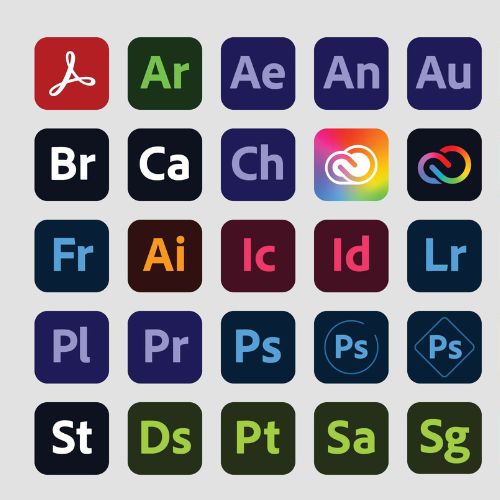 Ar Ae An Au
Br Ca Ch
Fr Ai Ic Id Lr
Pl Pr Ps Ps Ps
St Ds Pt Sa Sg